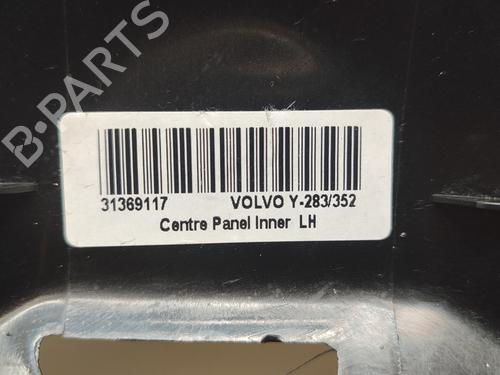 B-PARTS
31369117 VOLVO Y-283/352
Centre Panel Inner LH